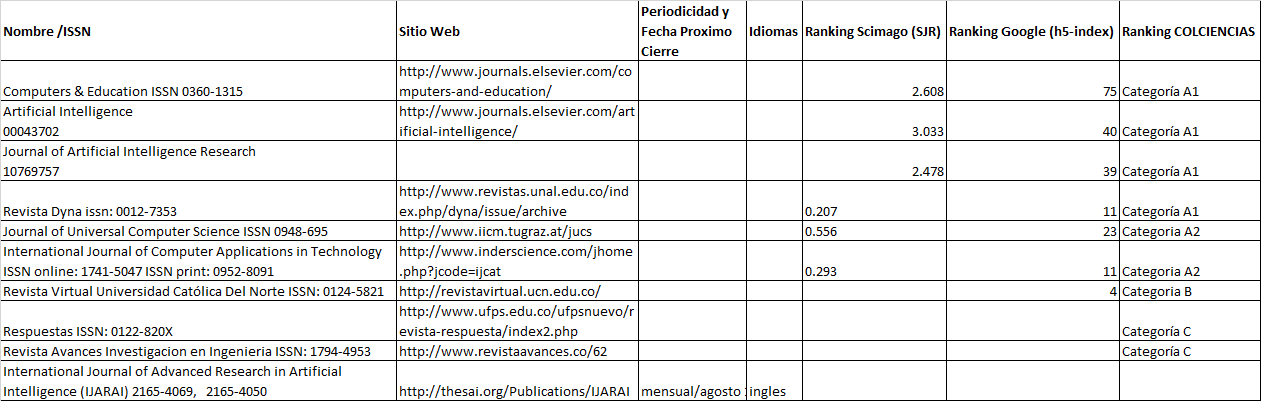 Nombre /ISSN Sitio Web Periodicidad y Fecha Proximo Cierre Idiomas Ranking Scimago (SJR) Ranking Google (h5-index) Ranking COLCIENCIAS
Computers & Education ISSN 0360-1315 http://www.journals.elsevier.com/co
mputers-and-education/ 2.608 75 Categoría A1
Artificial Intelligence
00043702 http://www.journals.elsevier.com/art
ificial-intelligence/ 3.033 40 Categoría A1
Journal of Artificial Intelligence Research
10769757 2.478 39 Categoría A1
Revista Dyna issn: 0012-7353 http://www.revistas.unal.edu.co/ind
ex.php/dyna/issue/archive 0.207 11 Categoría A1
Journal of Universal Computer Science ISSN 0948-695 http://www.iicm.tugraz.at/jucs 0.556 23 Categoria A2
International Journal of Computer Applications in Technology
ISSN online: 1741-5047 ISSN print: 0952-8091 http://www.inderscience.com/jhome
.php?jcode=ijcat 0.293 11 Categoria A2
Revista Virtual Universidad Católica Del Norte ISSN: 0124-5821 http://revistavirtual.ucn.edu.co/ 4 Categoria B
Respuestas ISSN: 0122-820X http://www.ufps.edu.co/ufpsnuevo/r
evista-respuesta/index2.php Categoría C
Revista Avances Investigacion en Ingenieria ISSN: 1794-4953 http://www.revistaavances.co/62 Categoría C
International Journal of Advanced Research in Artificial
Intelligence (IJARAI) 2165-4069, 2165-4050 http://thesai.org/Publications/IJARAI mensual/agosto ingles